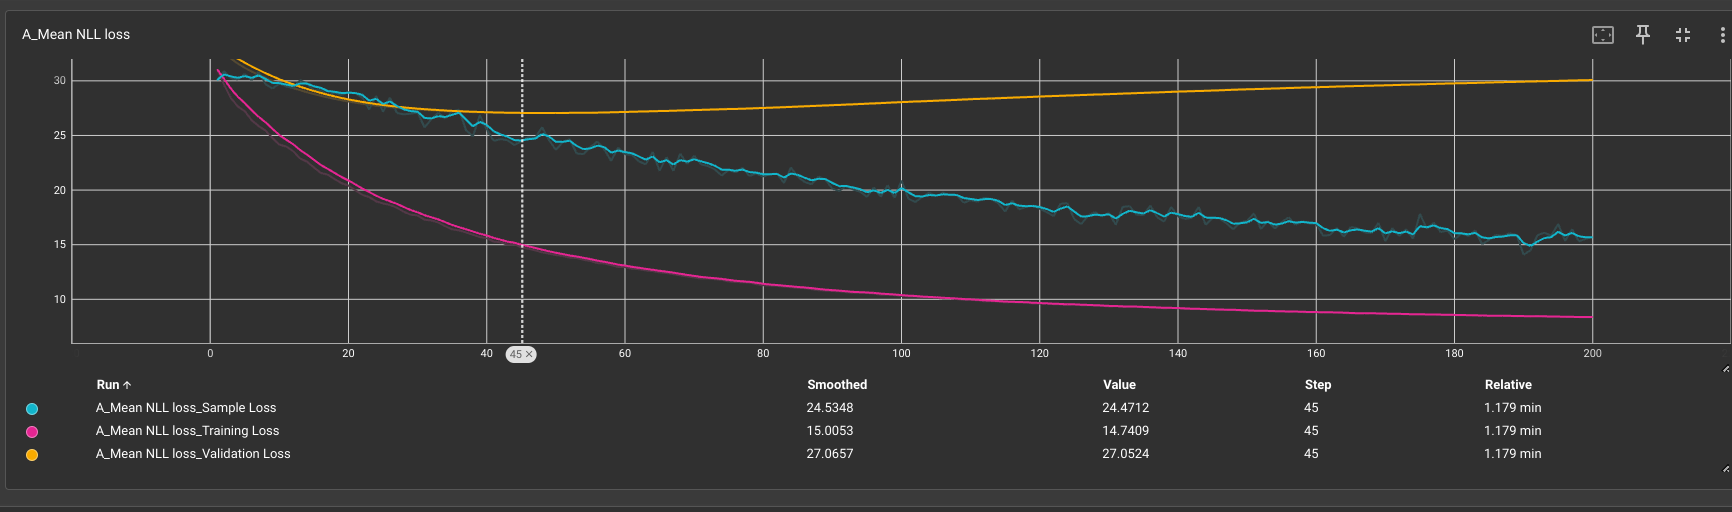 A_Mean NLL loss
30
25
20
15
10
0 20 40 45 × 60 80 100 120 140 160 180 200
Run ↑ Smoothed Value Step Relative
A_Mean NLL loss_Sample Loss 24.5348 24.4712 45 1.179 min
A_Mean NLL loss_Training Loss 15.0053 14.7409 45 1.179 min
A_Mean NLL loss_Validation Loss 27.0657 27.0524 45 1.179 min